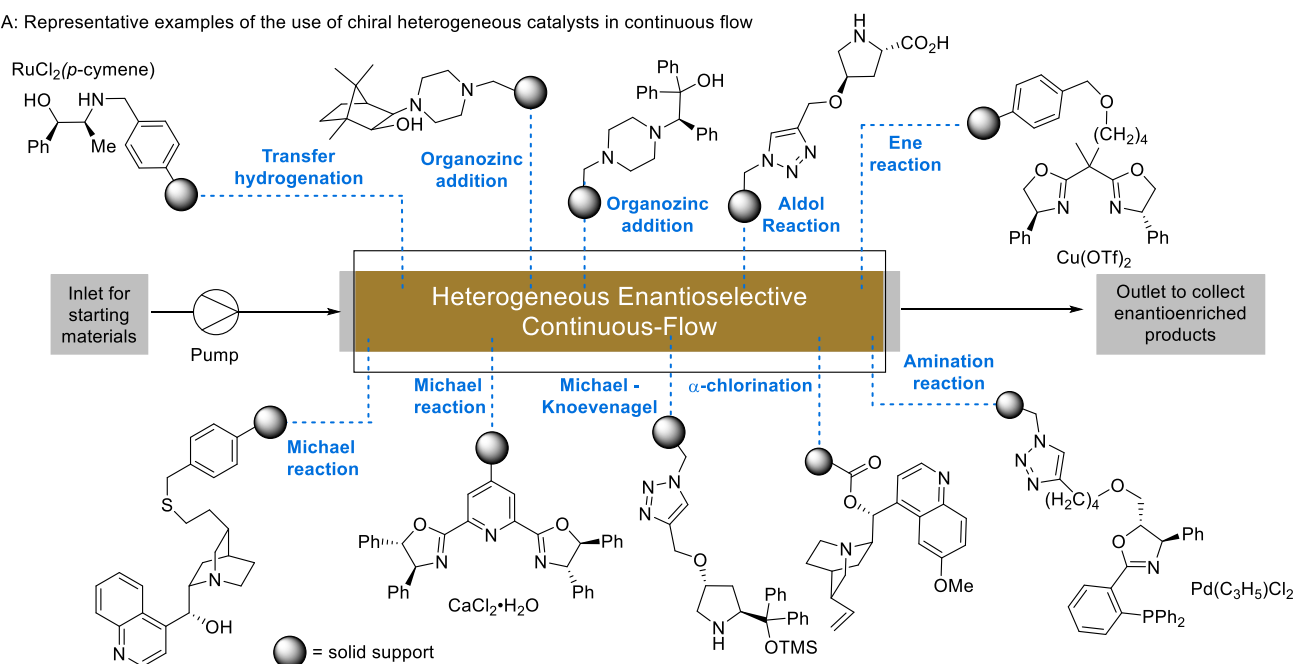 A: Representative examples of the use of chiral heterogeneous catalysts in continuous flow
RuCl2(p-cymene)
HO
HN
Ph
Me
Transfer
hydrogenation
N
N
OH
Organozinc
addition
Ph
Ph
OH
N
Ph
N
Organozinc
addition
H
N
CO2H
O
N
N
N
Aldol
Reaction
Ene
reaction
O
(CH2)4
O
O
N
N
Ph
Ph
Cu(OTf)2
Inlet for
starting
materials
Pump
Heterogeneous Enantioselective
Continuous-Flow
Outlet to collect
enantioenriched
products
Michael
reaction
S
N
OH
N
Michael
reaction
O
O
N
N
N
Ph
Ph
Ph
Ph
CaCl2•H2O
Michael -
Knoevenagel
N
N
N
O
N
H
Ph
Ph
OTMS
α-chlorination
O
O
N
N
OMe
Amination
reaction
N
N
N
(H2C)4
O
O
N
Ph
PPh2
Pd(C3H5)Cl2
= solid support